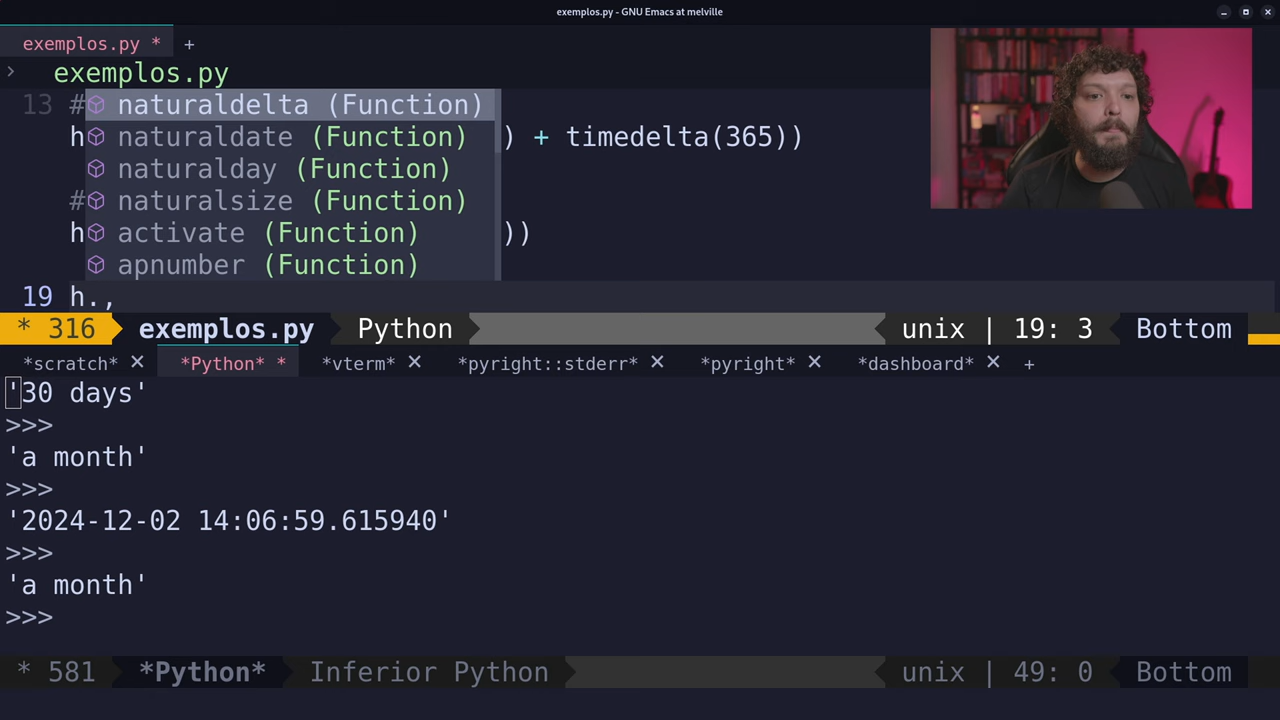 exemplos.py - GNU Emacs at melville
exemplos.py * +
> exemplos.py
13 # naturaldelta (Function)
h naturaldate (Function) ) + timedelta(365))
naturalday (Function)
# naturalsize (Function)
h activate (Function) ))
apnumber (Function)
19 h.,
* 316 exemplos.py Python unix | 19: 3 Bottom
*scratch* × *Python* * *vterm* × *pyright::stderr* × *pyright* × *dashboard* × +
'30 days'
>>>
'a month'
>>>
'2024-12-02 14:06:59.615940'
>>>
'a month'
>>>
* 581 *Python* Inferior Python unix | 49: 0 Bottom